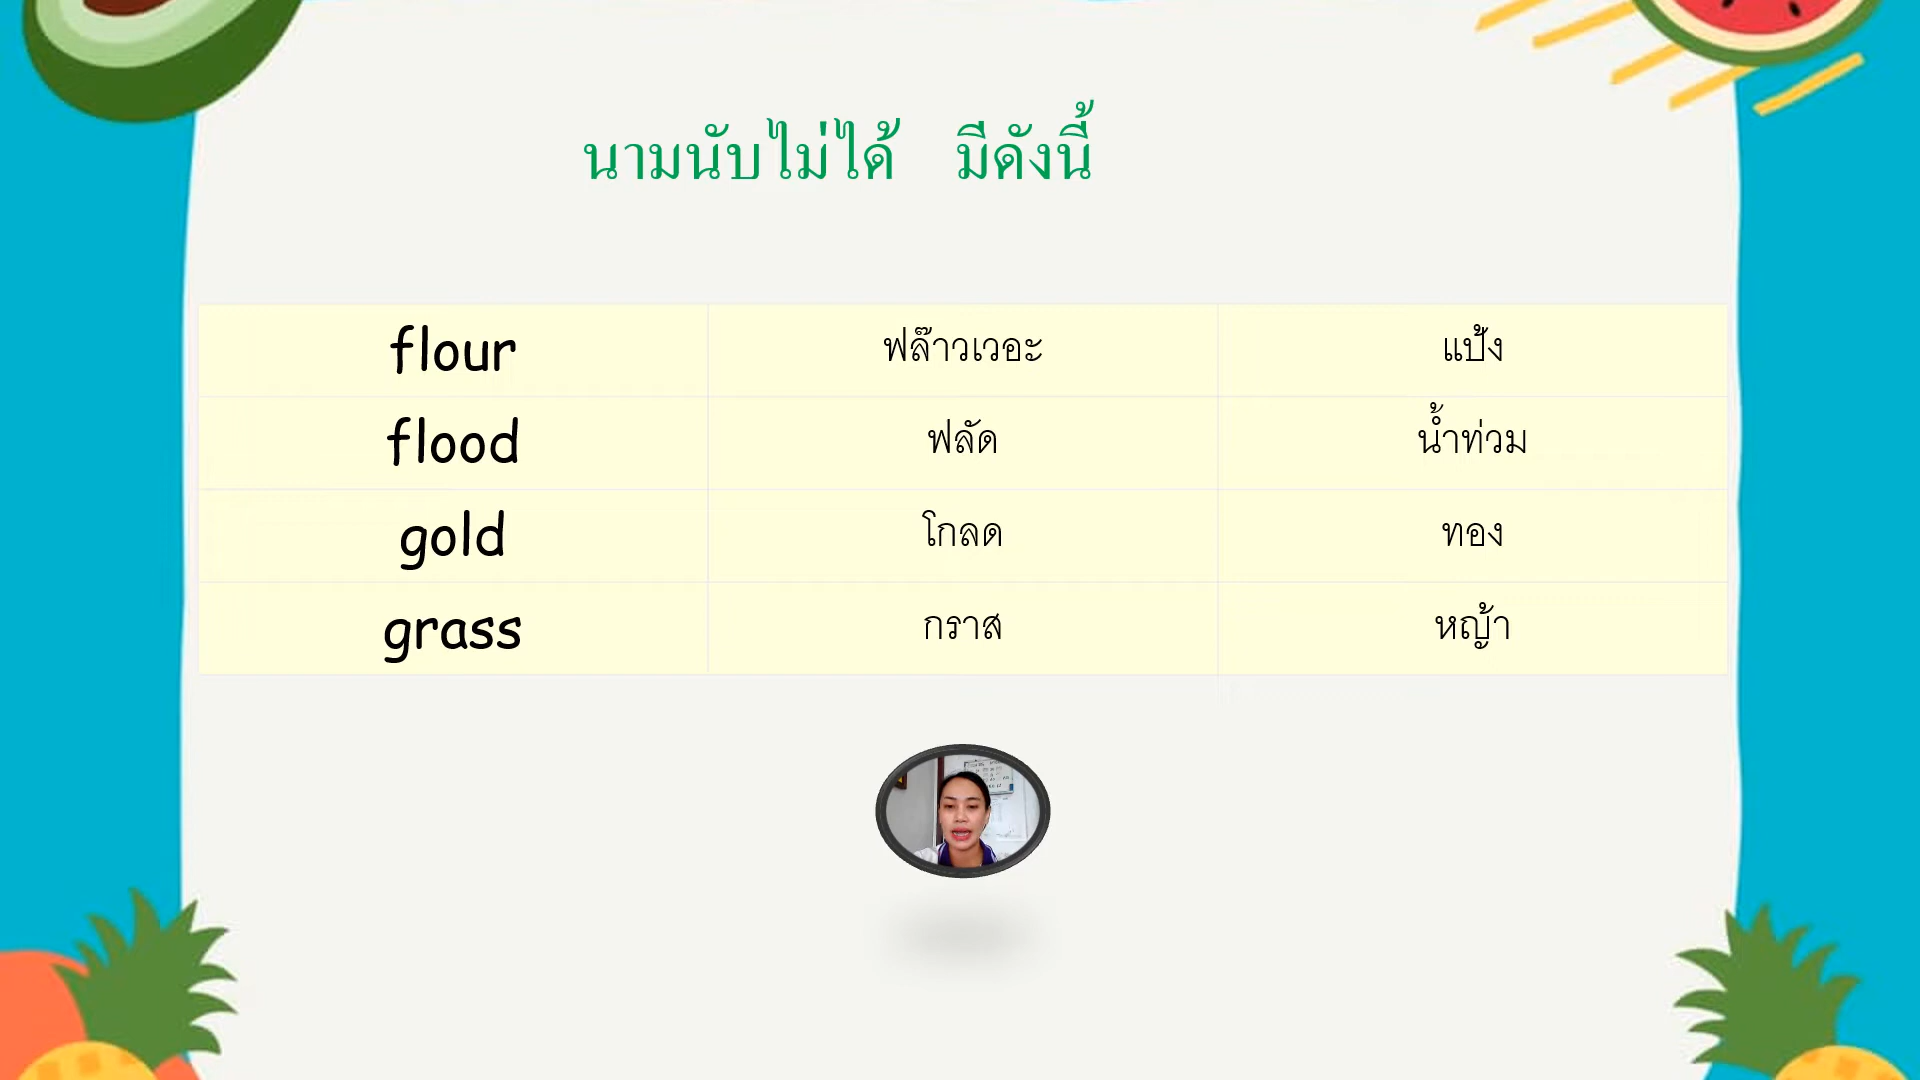 นามนับไม่ได้ มีดังนี้
flour ฟล๊าวเวอะ แป้ง
flood ฟลัด น้ำท่วม
gold โกลด ทอง
grass กราส หญ้า